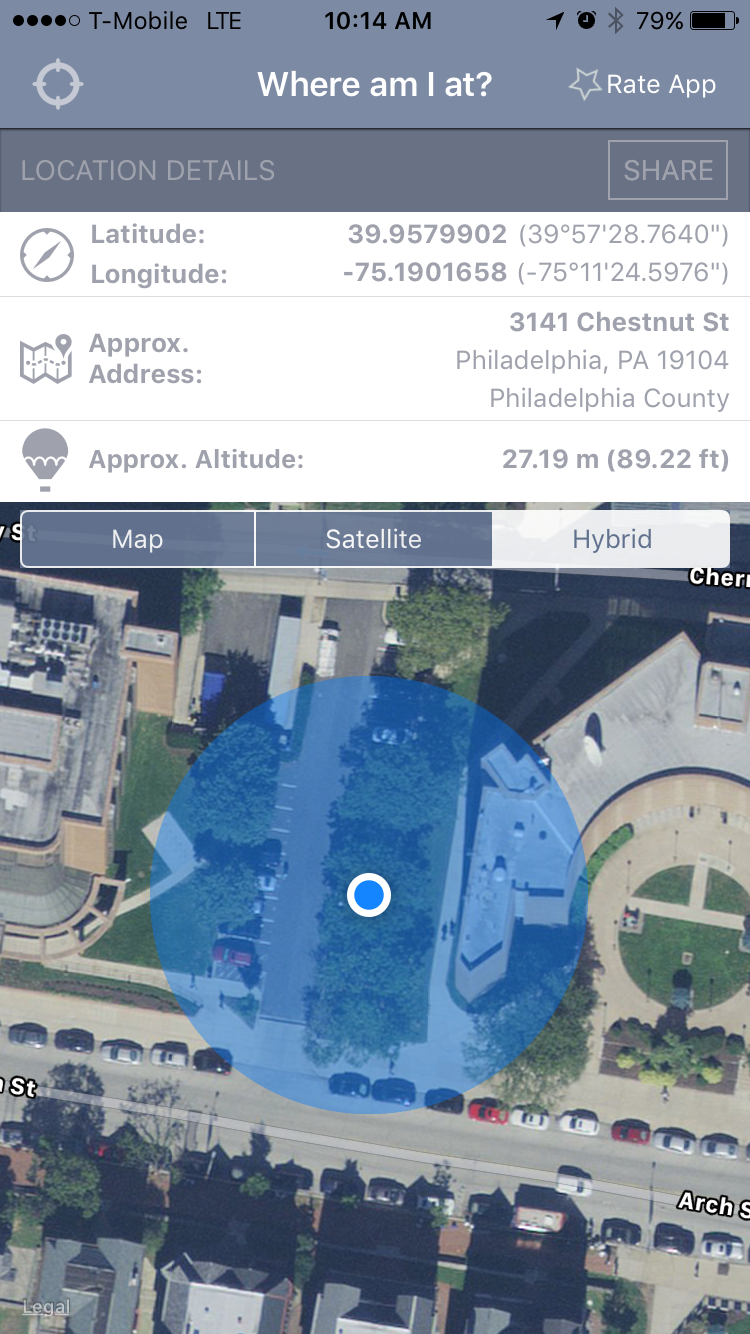 T-Mobile LTE 10:14 AM 79%
Where am I at? Rate App
LOCATION DETAILS SHARE
Latitude: 39.9579902 (39°57'28.7640")
Longitude: -75.1901658 (-75°11'24.5976")
Approx. Address:
3141 Chestnut St
Philadelphia, PA 19104
Philadelphia County
Approx. Altitude: 27.19 m (89.22 ft)
St
Map Satellite Hybrid
Cherr
St
Arch S
Legal